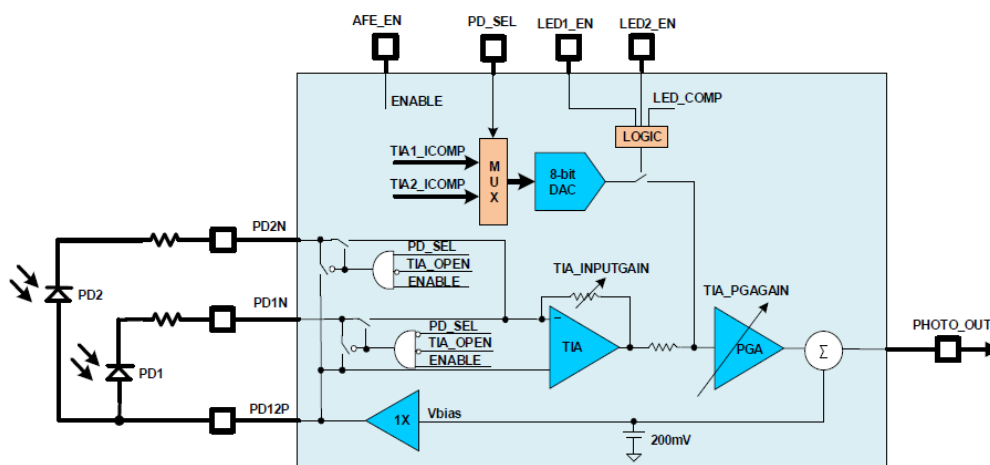 AFE_EN
PD_SEL
LED1_EN
LED2_EN
ENABLE
LED_COMP
LOGIC
TIA1_ICOMP
TIA2_ICOMP
MUX
8-bit
DAC
PD2N
PD_SEL
TIA_OPEN
ENABLE
PD2
PD1N
PD_SEL
TIA_OPEN
ENABLE
TIA_INPUTGAIN
TIA_PGAGAIN
–
TIA
PGA
Σ
PHOTO_OUT
PD1
PD12P
1X
Vbias
200mV